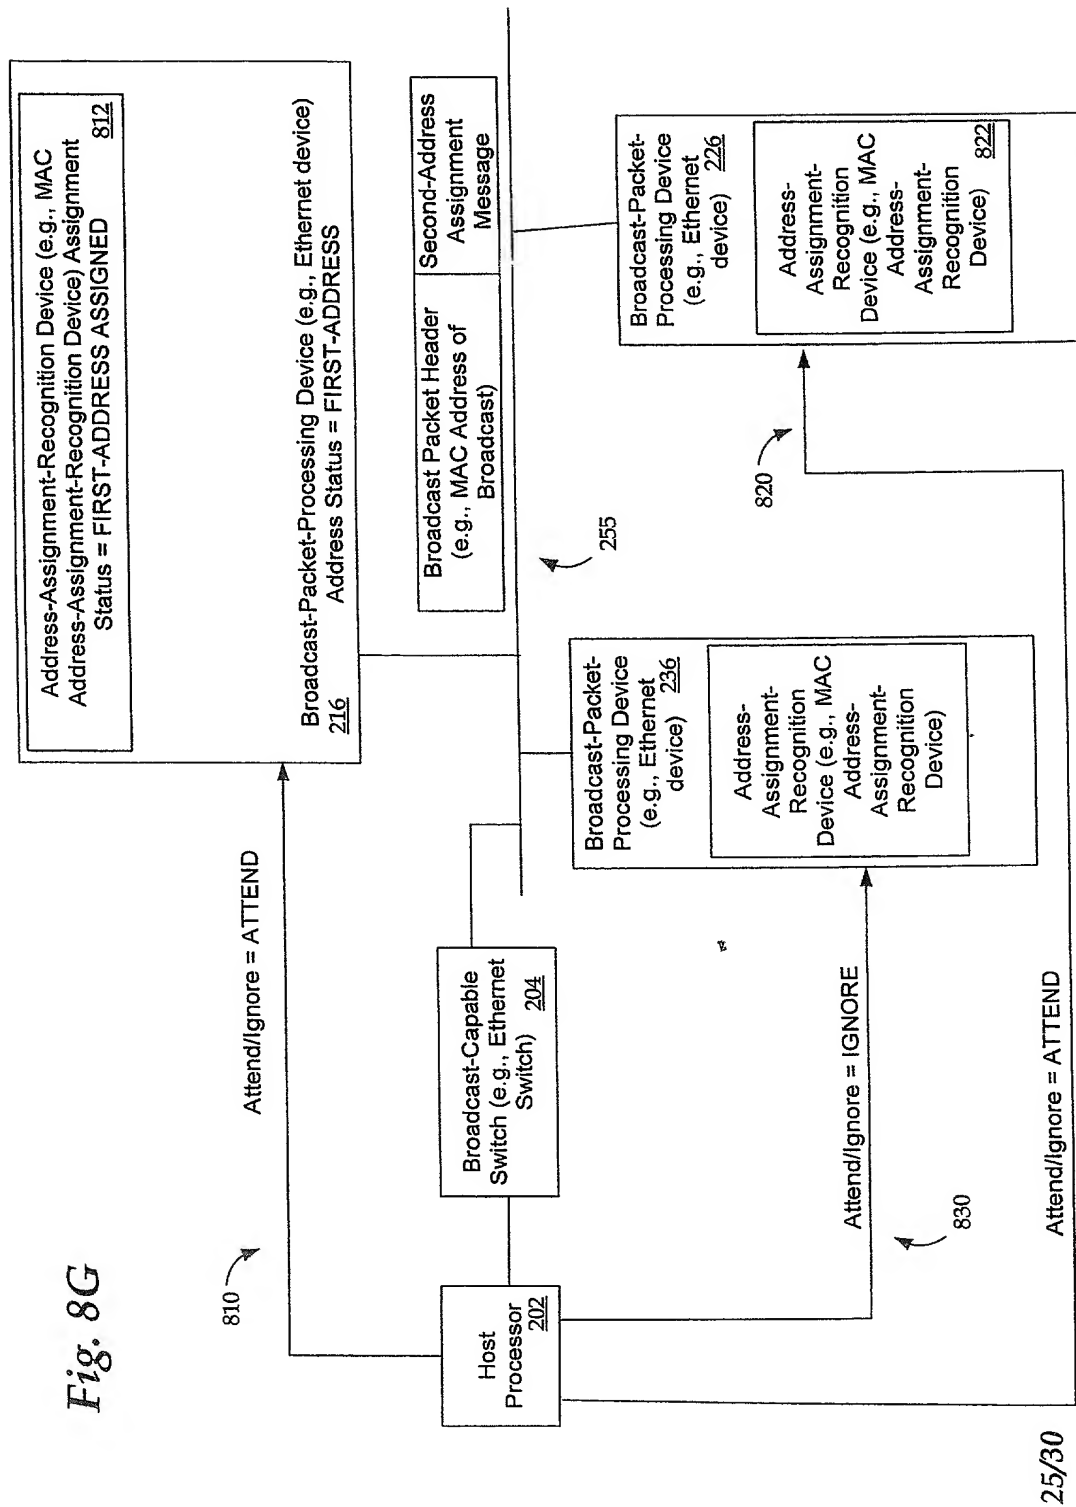 Fig. 8G
Address-Assignment-Recognition Device (e.g., MAC
Address-Assignment-Recognition Device) Assignment
Status = FIRST-ADDRESS ASSIGNED
812
Broadcast-Packet-Processing Device (e.g., Ethernet device)
216
Address Status = FIRST-ADDRESS
810
Attend/Ignore = ATTEND
Broadcast Packet Header
(e.g., MAC Address of
Broadcast)
Second-Address
Assignment
Message
255
Host
Processor
202
Broadcast-Capable
Switch (e.g., Ethernet
Switch) 204
Broadcast-Packet-
Processing Device
(e.g., Ethernet
device) 236
Address-
Assignment-
Recognition
Device (e.g., MAC
Address-
Assignment-
Recognition
Device)
Broadcast-Packet-
Processing Device
(e.g., Ethernet
device) 226
Address-
Assignment-
Recognition
Device (e.g., MAC
Address-
Assignment-
Recognition
Device) 822
820
Attend/Ignore = IGNORE
830
Attend/Ignore = ATTEND
25/30